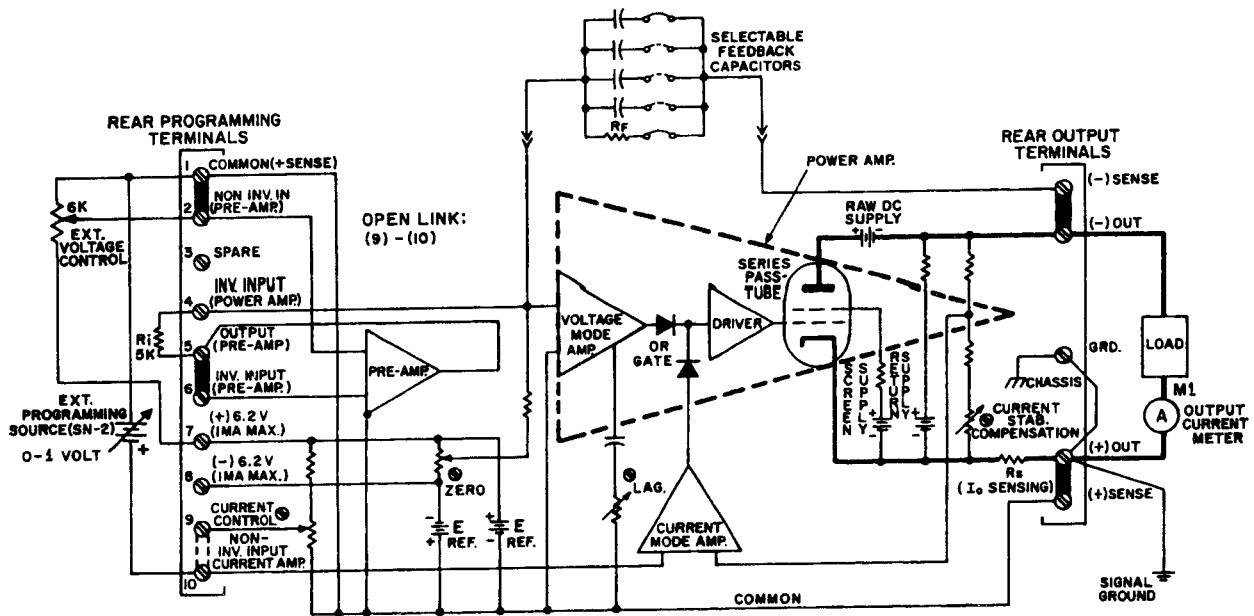 SELECTABLE
FEEDBACK
CAPACITORS
RF
REAR PROGRAMMING
TERMINALS
1
COMMON(+SENSE)
2
NON INV. IN
(PRE-AMP.)
6K
EXT.
VOLTAGE
CONTROL
OPEN LINK:
(9) - (10)
3
SPARE
4
INV. INPUT
(POWER AMP.)
Ri
5K
5
OUTPUT
(PRE-AMP)
6
INV. INPUT
(PRE-AMP.)
EXT.
PROGRAMMING
SOURCE(SN-2)
0-1 VOLT
+
7
(+) 6.2 V
(1MA MAX.)
8
(-) 6.2V
(1MA MAX.)
9
CURRENT
CONTROL
NON-
INV. INPUT
CURRENT AMP.
10
PRE-AMP.
ZERO
-
+
E
REF.
+
-
E
REF.
LAG.
POWER AMP.
RAW DC
SUPPLY
+ -
SERIES
PASS-
TUBE
VOLTAGE
MODE
AMP.
OR
GATE
DRIVER
CURRENT
MODE AMP.
SCREEN
SUPPLY
+
-
RETURN
SUPPLY
+
-
CURRENT
STAB.
COMPENSATION
Rs
(Io SENSING)
COMMON
REAR OUTPUT
TERMINALS
(-) SENSE
(-) OUT
GRD.
CHASSIS
LOAD
M1
A
OUTPUT
CURRENT
METER
(+) OUT
(+) SENSE
SIGNAL
GROUND